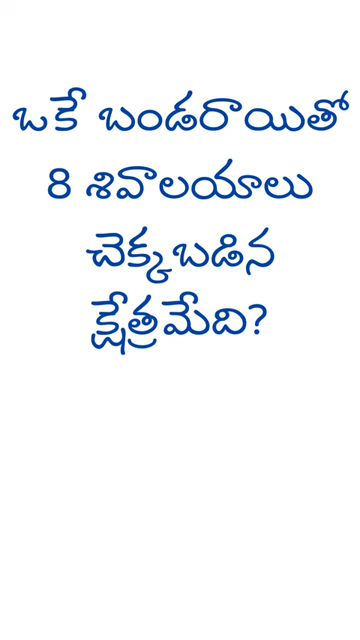 ఒకే బండరాయితో
8 శివాలయాలు
చెక్కబడిన
క్షేత్రమేది?